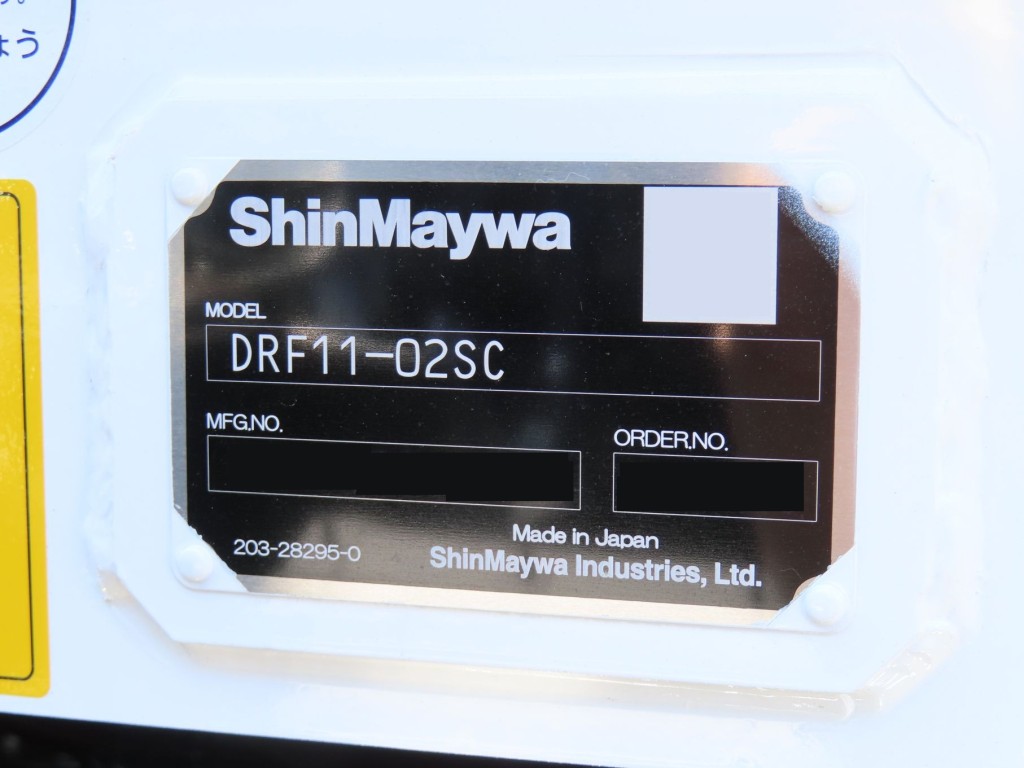 ょう
ShinMaywa
MODEL
DRF11-02SC
MFG.NO.
ORDER.NO.
Made in Japan
203-28295-0
ShinMaywa Industries, Ltd.